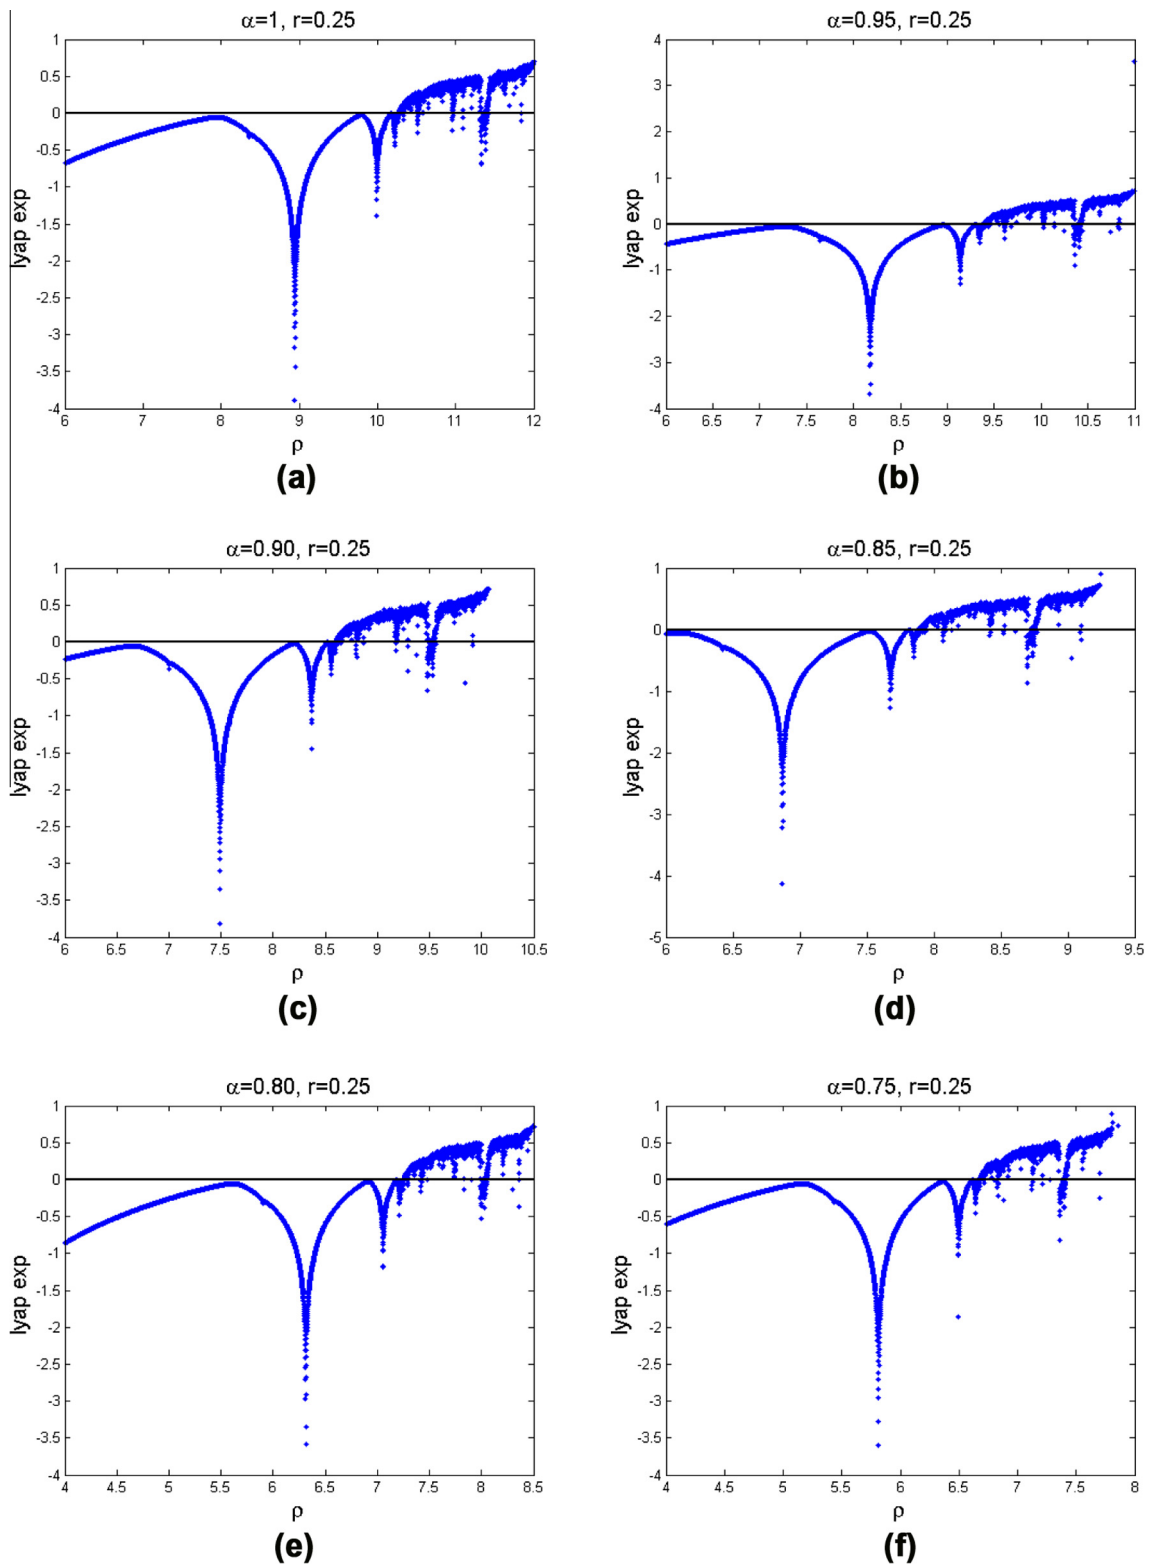 α=1, r=0.25
1
0.5
0
-0.5
-1
-1.5
-2
-2.5
-3
-3.5
-4
lyap exp
6 7 8 9 10 11 12
ρ
(a)
α=0.95, r=0.25
4
3
2
1
0
-1
-2
-3
-4
lyap exp
6 6.5 7 7.5 8 8.5 9 9.5 10 10.5 11
ρ
(b)
α=0.90, r=0.25
1
0.5
0
-0.5
-1
-1.5
-2
-2.5
-3
-3.5
-4
lyap exp
6 6.5 7 7.5 8 8.5 9 9.5 10 10.5
ρ
(c)
α=0.85, r=0.25
1
0
-1
-2
-3
-4
-5
lyap exp
6 6.5 7 7.5 8 8.5 9 9.5
ρ
(d)
α=0.80, r=0.25
1
0.5
0
-0.5
-1
-1.5
-2
-2.5
-3
-3.5
-4
lyap exp
4 4.5 5 5.5 6 6.5 7 7.5 8 8.5
ρ
(e)
α=0.75, r=0.25
1
0.5
0
-0.5
-1
-1.5
-2
-2.5
-3
-3.5
-4
lyap exp
4 4.5 5 5.5 6 6.5 7 7.5 8
ρ
(f)